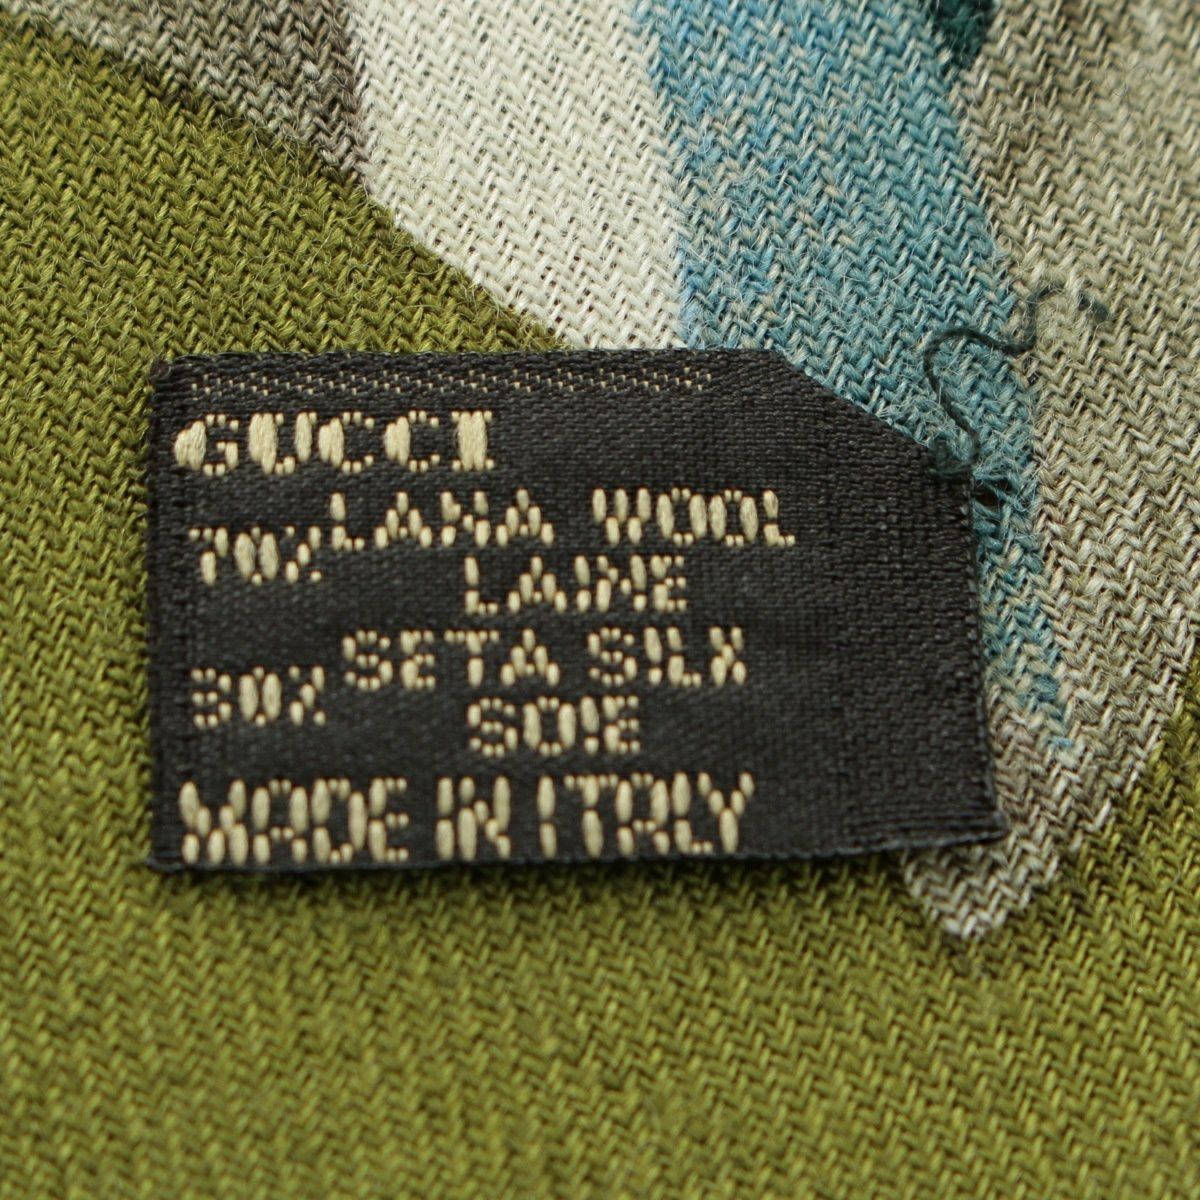 GUCCI
70% LANA WOOL
LAINE
30% SETA SILK
SOIE
MADE IN ITALY